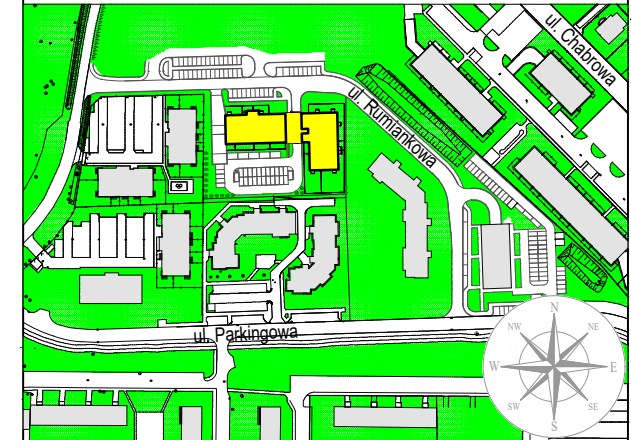 ul. Chabrowa
ul. Rumiankowa
ul. Parkingowa
N
NW
NE
W
E
SW
SE
S